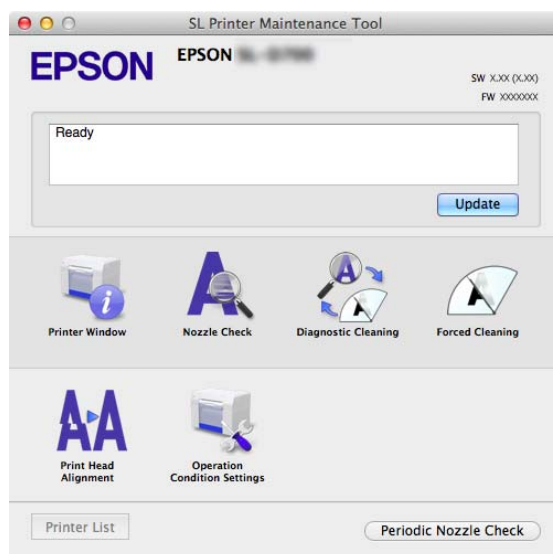 SL Printer Maintenance Tool
EPSON
EPSON
SW X.XX (X.XX)
FW XXXXXXX
Ready
Update
Printer Window
Nozzle Check
Diagnostic Cleaning
Forced Cleaning
Print Head
Alignment
Operation
Condition Settings
Printer List
Periodic Nozzle Check